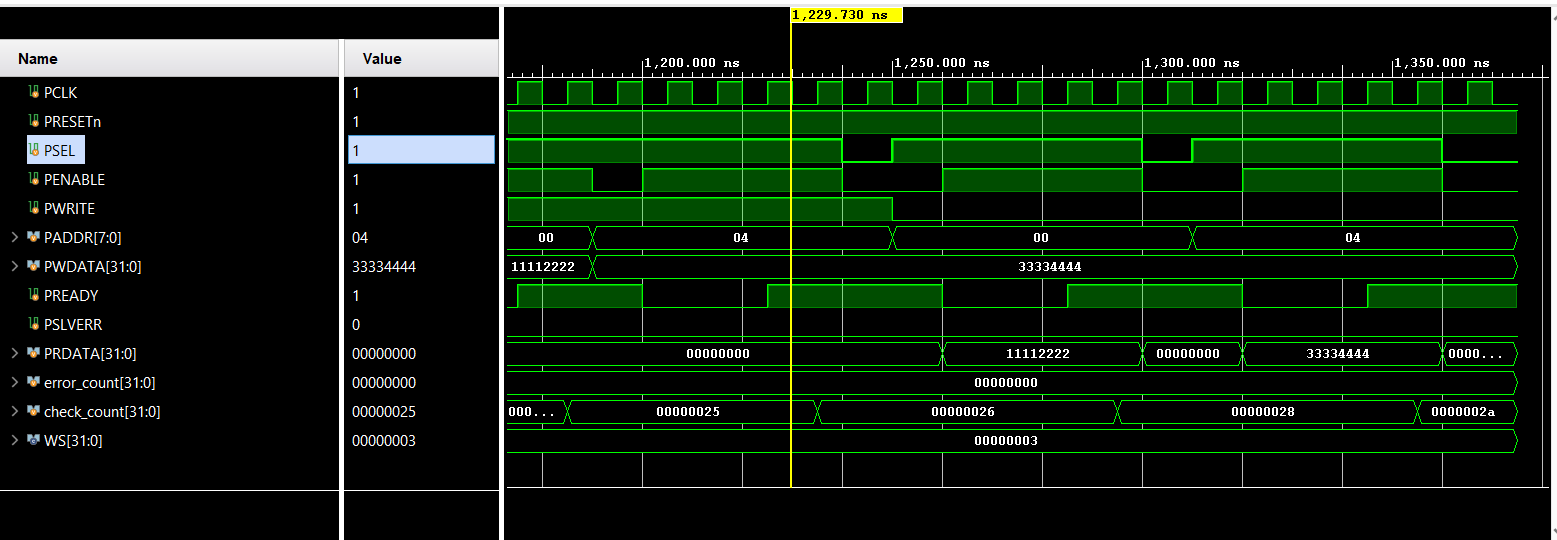 1,229.730 ns
Name Value
1,200.000 ns 1,250.000 ns 1,300.000 ns 1,350.000 ns
PCLK 1
PRESETn 1
PSEL 1
PENABLE 1
PWRITE 1
PADDR[7:0] 04 00 04 00 04
PWDATA[31:0] 33334444 11112222 33334444
PREADY 1
PSLVERR 0
PRDATA[31:0] 00000000 00000000 11112222 00000000 33334444 0000...
error_count[31:0] 00000000 00000000
check_count[31:0] 00000025 000... 00000025 00000026 00000028 0000002a
WS[31:0] 00000003 00000003